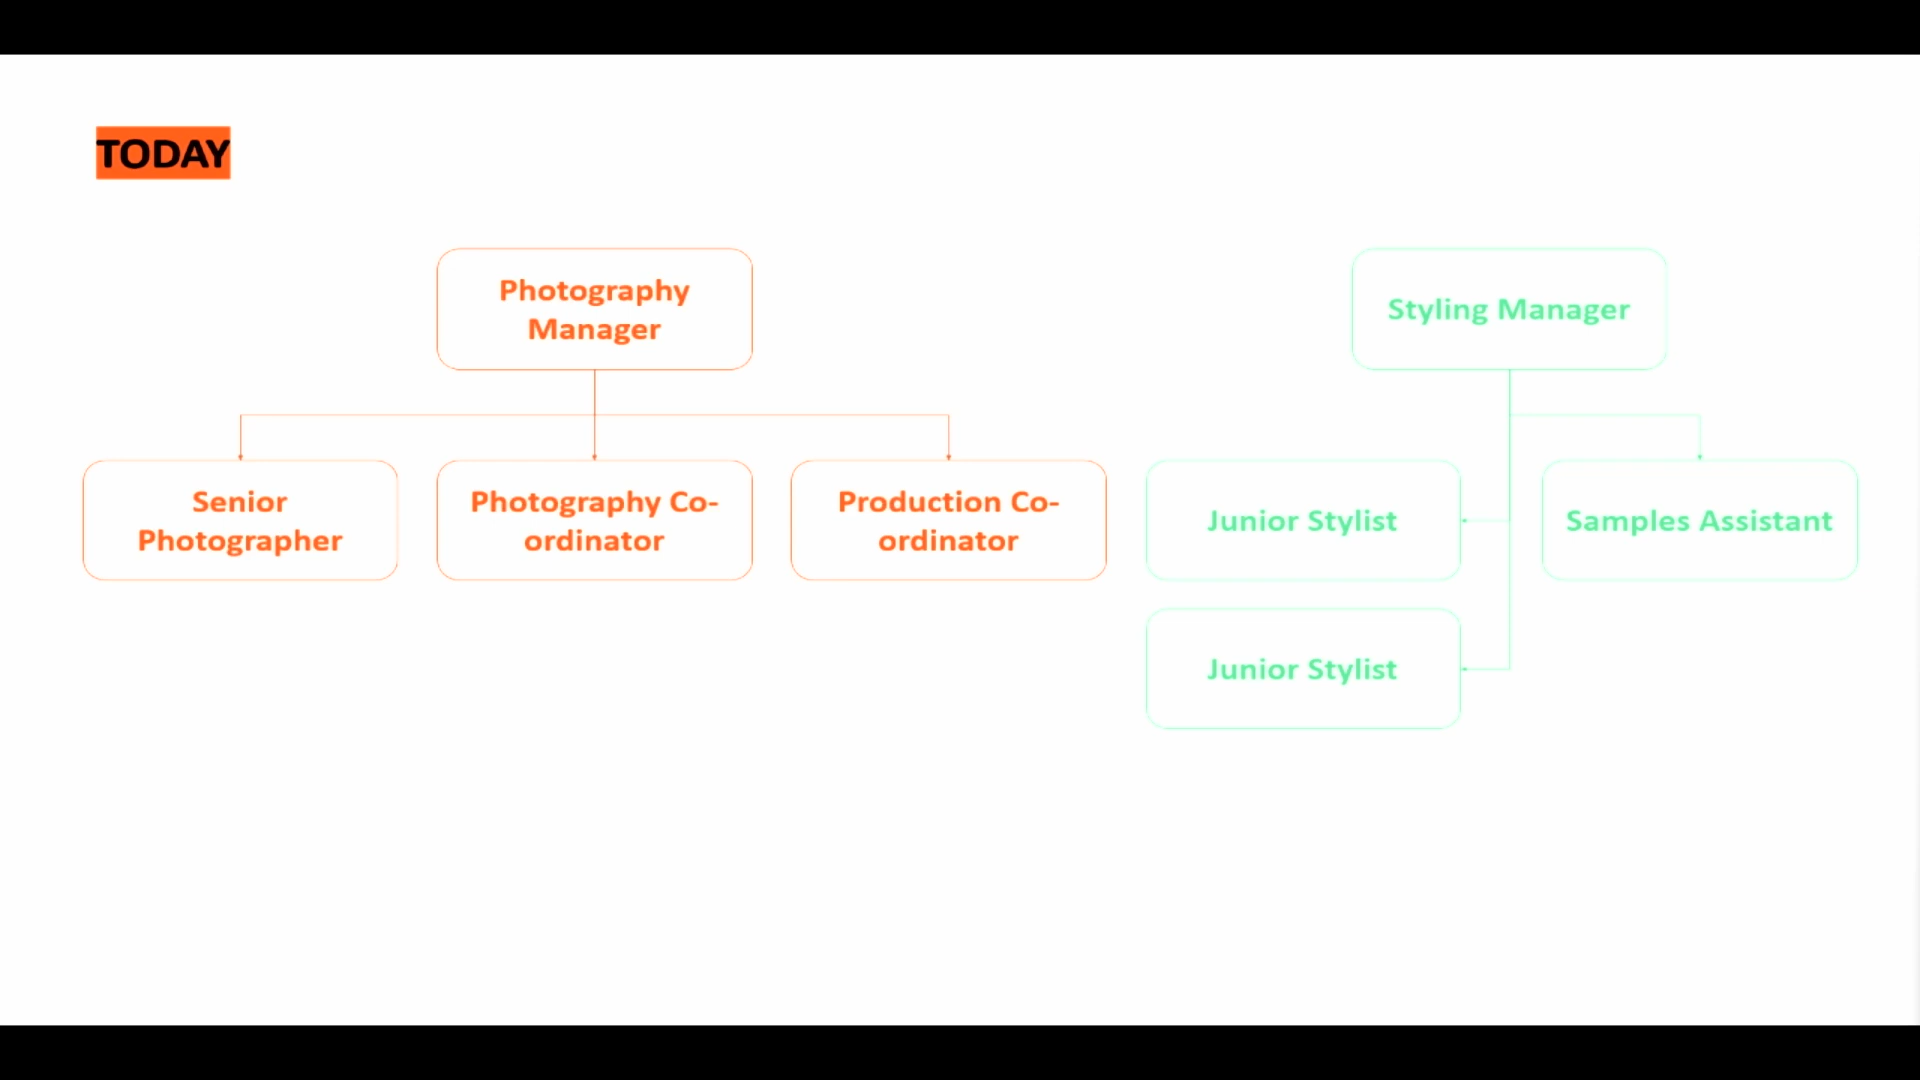 TODAY
Photography
Manager
Styling Manager
Senior
Photographer
Photography Co-
ordinator
Production Co-
ordinator
Junior Stylist
Samples Assistant
Junior Stylist